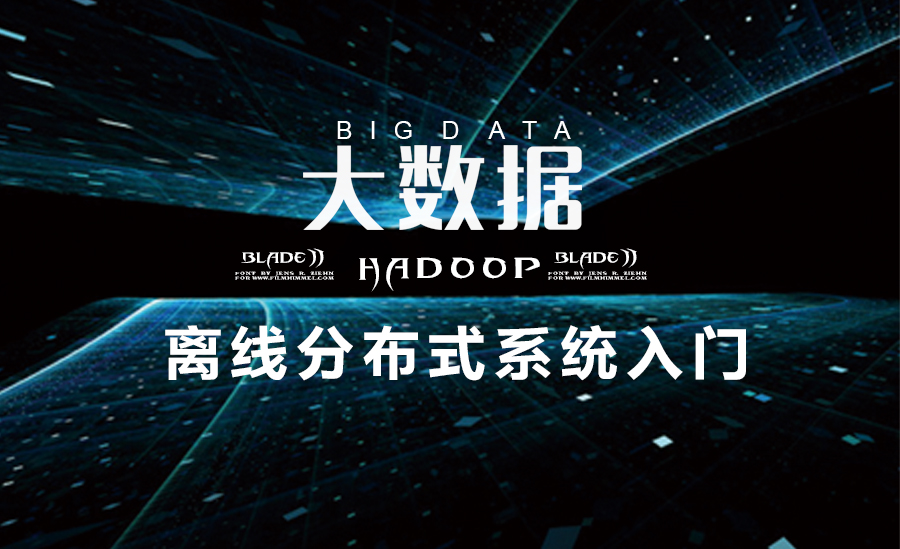 BIG DATA
大数据
BLADE II HADOOP BLADE II
FONT BY JENS R. ZIEHN FONT BY JENS R. ZIEHN
FOR WWW.FILMHIMMEL.COM FOR WWW.FILMHIMMEL.COM
离线分布式系统入门